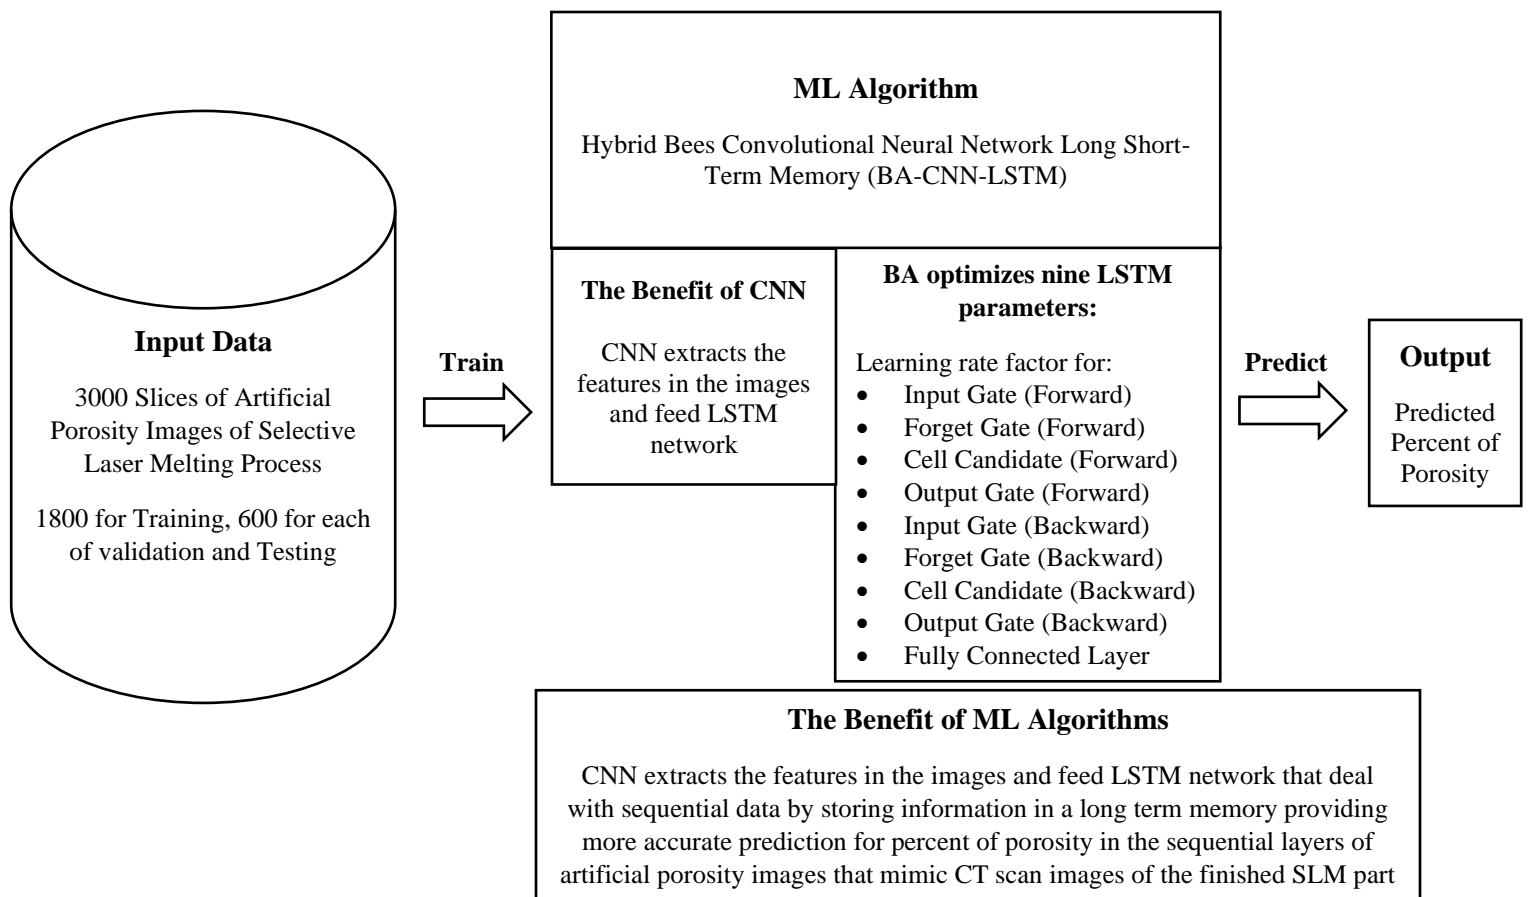 Input Data
3000 Slices of Artificial
Porosity Images of Selective
Laser Melting Process
1800 for Training, 600 for each
of validation and Testing
Train
ML Algorithm
Hybrid Bees Convolutional Neural Network Long Short-
Term Memory (BA-CNN-LSTM)
The Benefit of CNN
CNN extracts the
features in the images
and feed LSTM
network
BA optimizes nine LSTM
parameters:
Learning rate factor for:
• Input Gate (Forward)
• Forget Gate (Forward)
• Cell Candidate (Forward)
• Output Gate (Forward)
• Input Gate (Backward)
• Forget Gate (Backward)
• Cell Candidate (Backward)
• Output Gate (Backward)
• Fully Connected Layer
Predict
Output
Predicted
Percent of
Porosity
The Benefit of ML Algorithms
CNN extracts the features in the images and feed LSTM network that deal
with sequential data by storing information in a long term memory providing
more accurate prediction for percent of porosity in the sequential layers of
artificial porosity images that mimic CT scan images of the finished SLM part